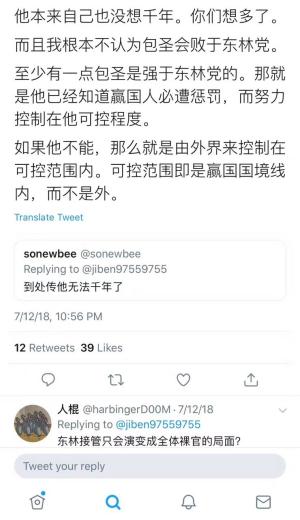 他本来自己也没想千年。你们想多了。
而且我根本不认为包圣会败于东林党。
至少有一点包圣是强于东林党的。那就
是他已经知道赢国人必遭惩罚，而努力
控制在他可控程度。
如果他不能，那么就是由外界来控制在
可控范围内。可控范围即是赢国国境线
内，而不是外。
Translate Tweet
sonewbee @sonewbee
Replying to @jiben97559755
到处传他无法千年了
7/12/18, 10:56 PM
12 Retweets 39 Likes
人棍 @harbingerD00M · 7/12/18
Replying to @jiben97559755
东林接管只会演变成全体裸官的局面?
Tweet your reply